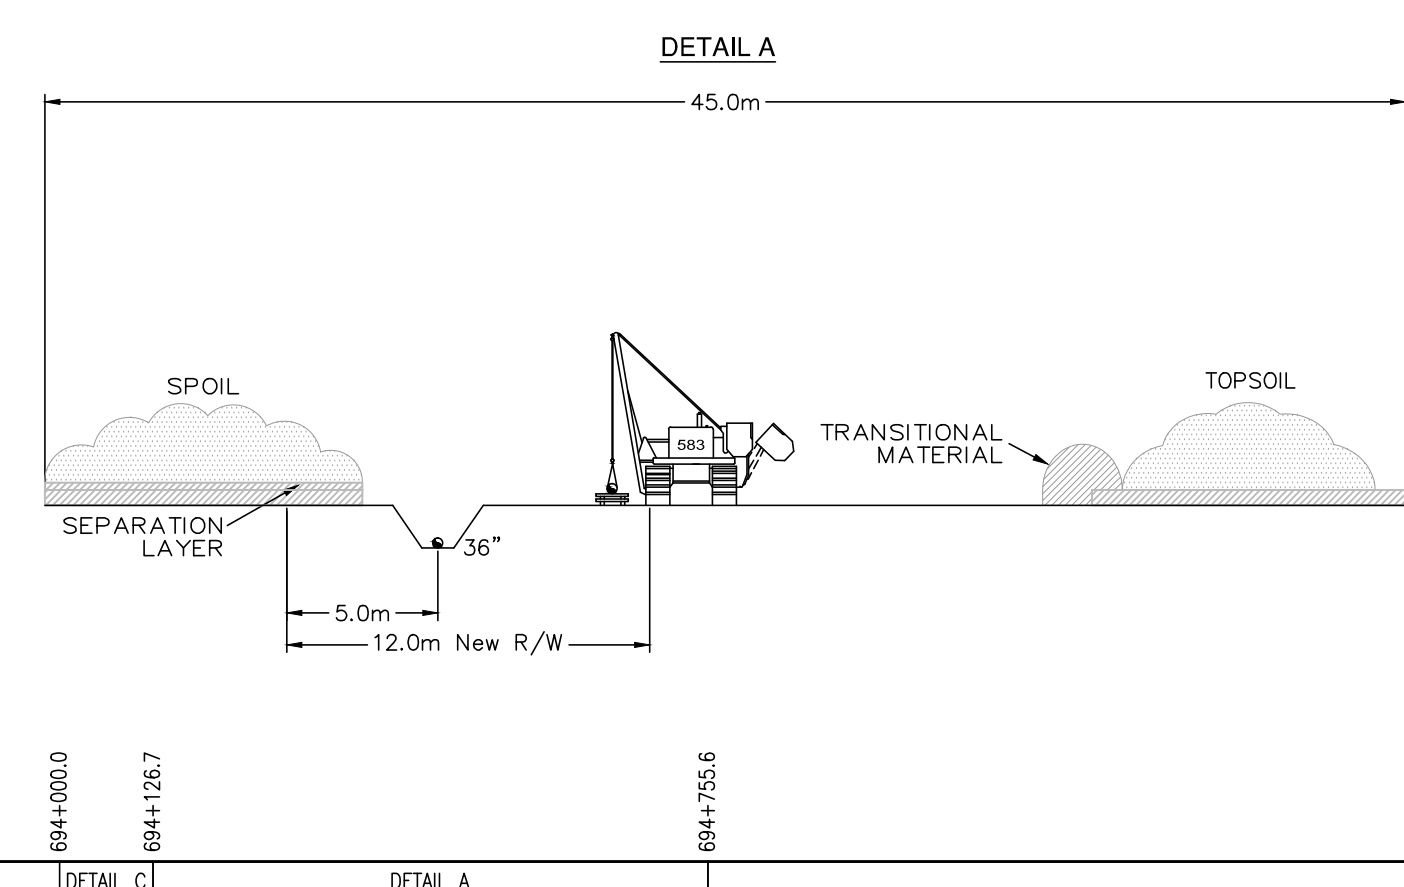 DETAIL A
45.0m
SPOIL
TOPSOIL
TRANSITIONAL
MATERIAL
583
SEPARATION
LAYER
36”
5.0m
12.0m New R/W
694+000.0
694+126.7
694+755.6
DETAIL C
DETAIL A